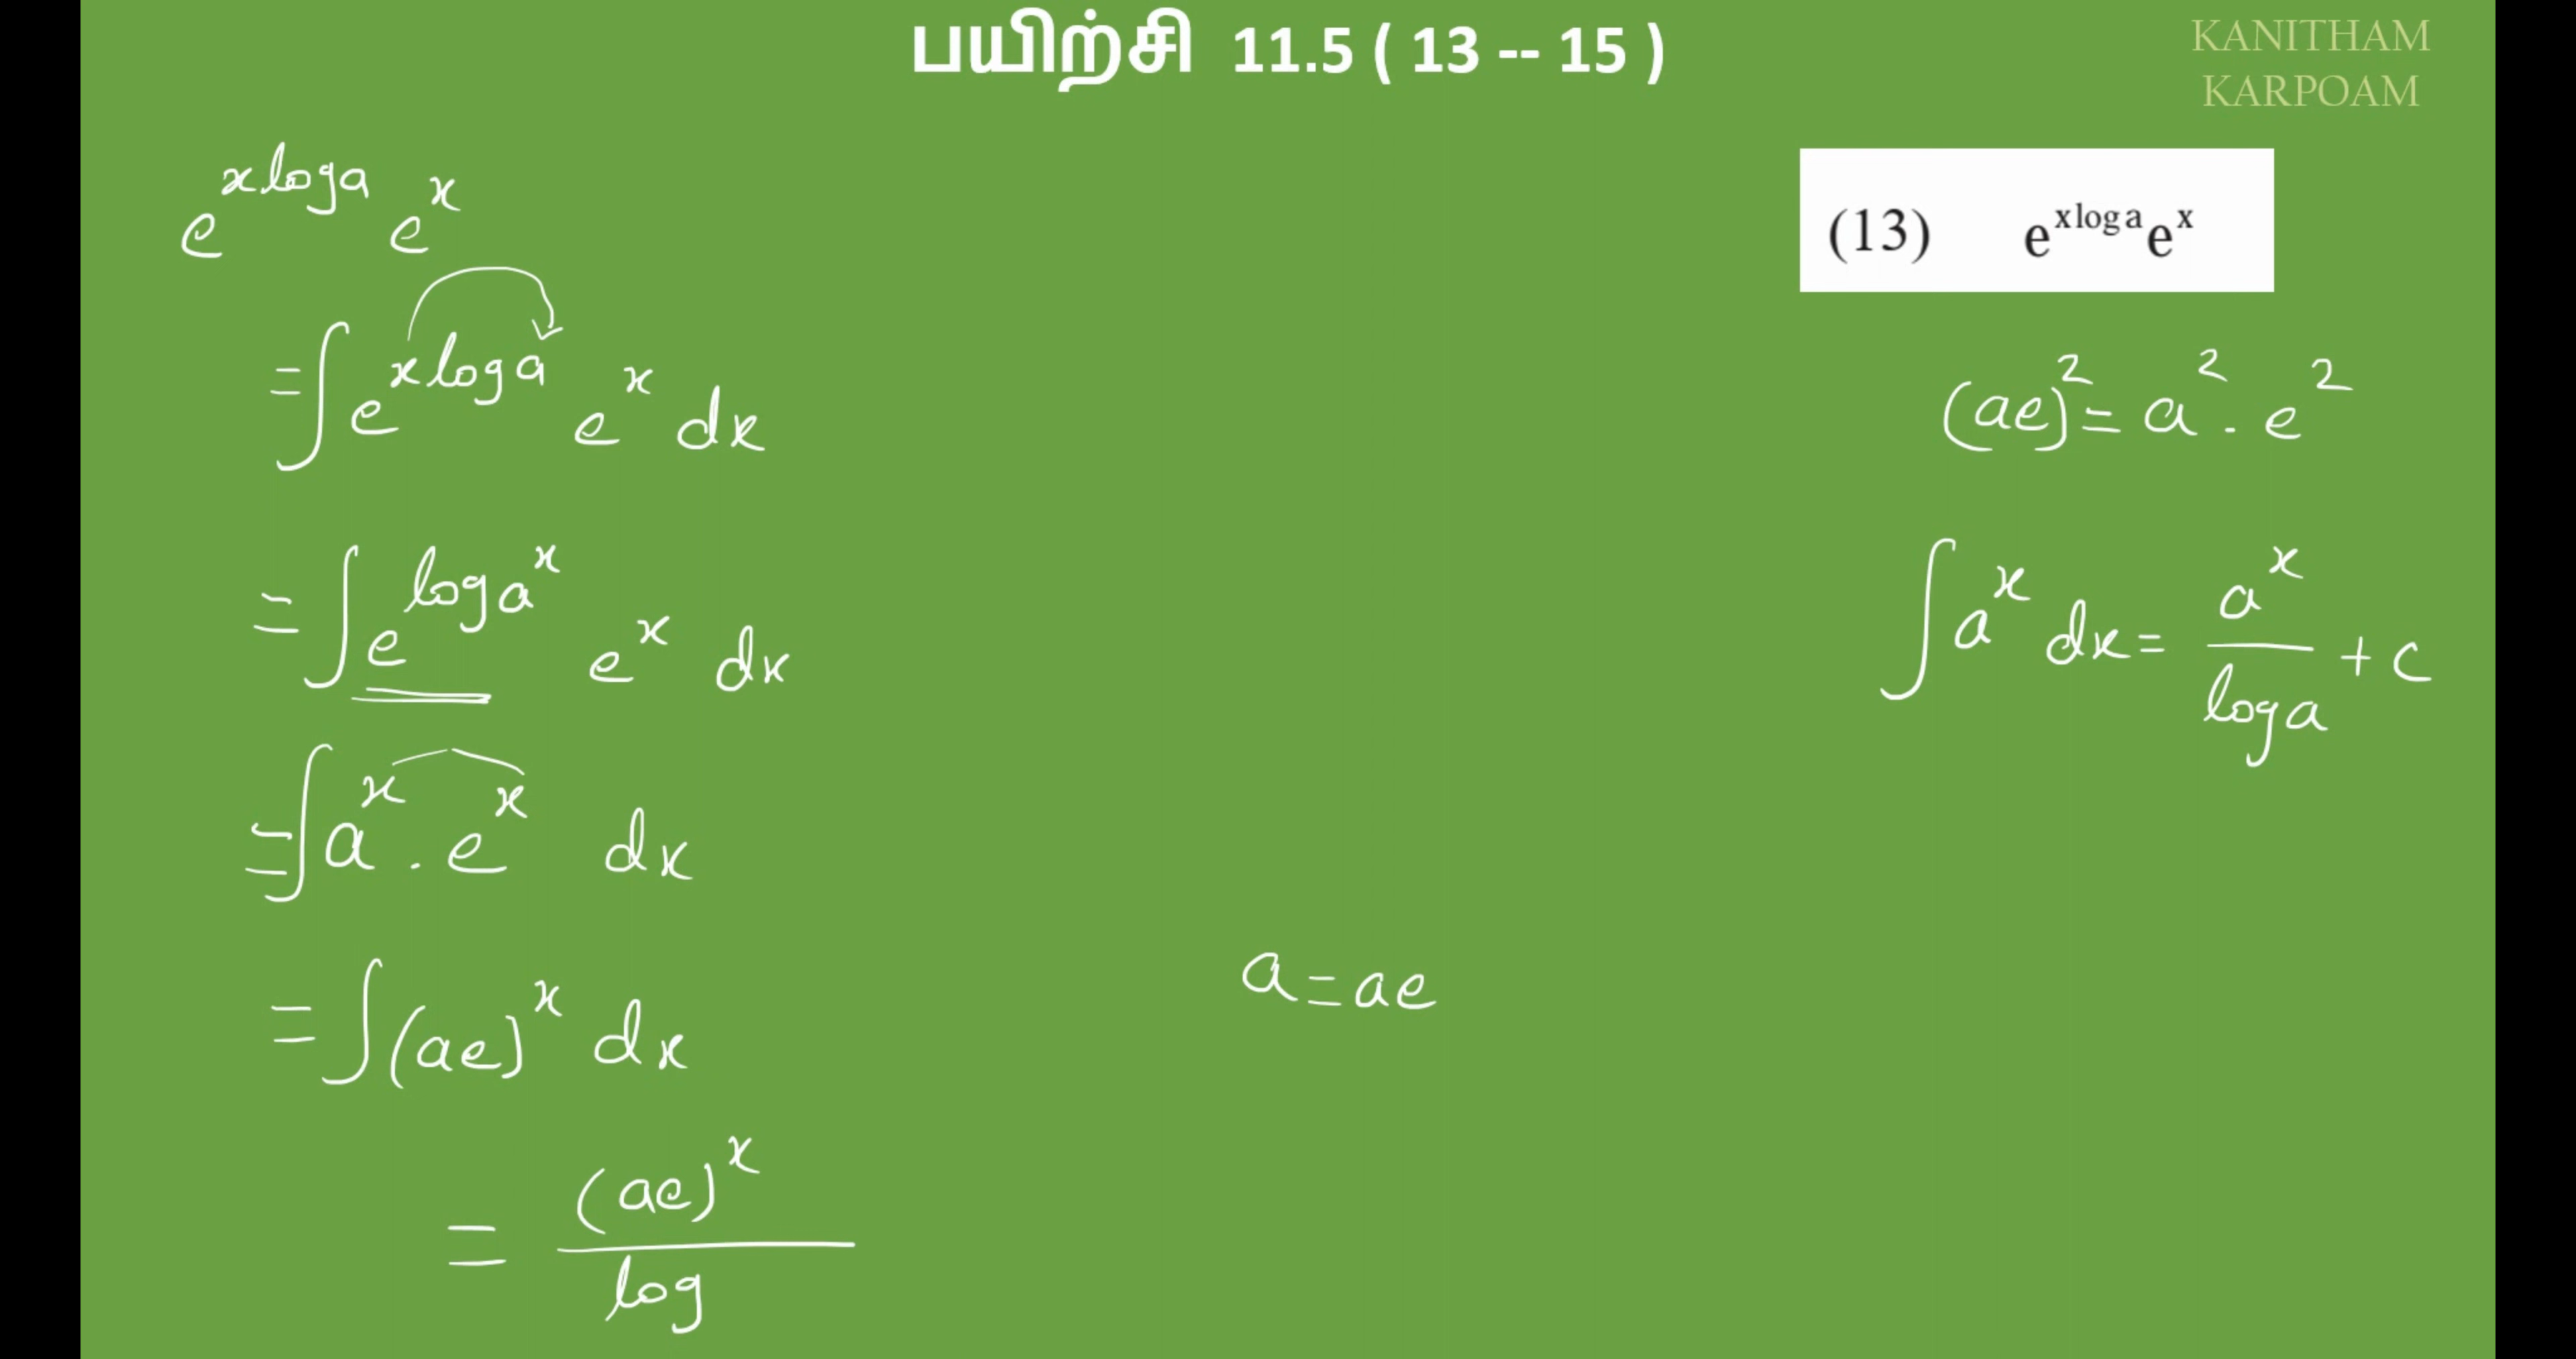 பயிற்சி 11.5 ( 13 -- 15 )
KANITHAM
KARPOAM
e^{x log a} e^x
= ∫ e^{x log a} e^x dx
= ∫ e^{log a^x} e^x dx
= ∫ a^x . e^x dx
= ∫ (ae)^x dx
= (ae)^x / log
a = ae
(13) e^{x log a} e^x
(ae)^2 = a^2 . e^2
∫ a^x dx = a^x / log a + c